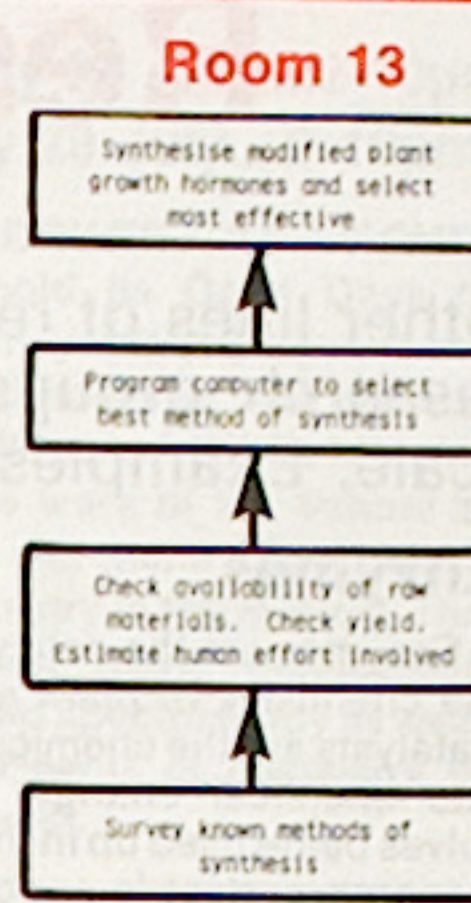 Room 13
Synthesise modified plant
growth hormones and select
most effective
Program computer to select
best method of synthesis
Check availability of raw
materials. Check yield.
Estimate human effort involved
Survey known methods of
synthesis